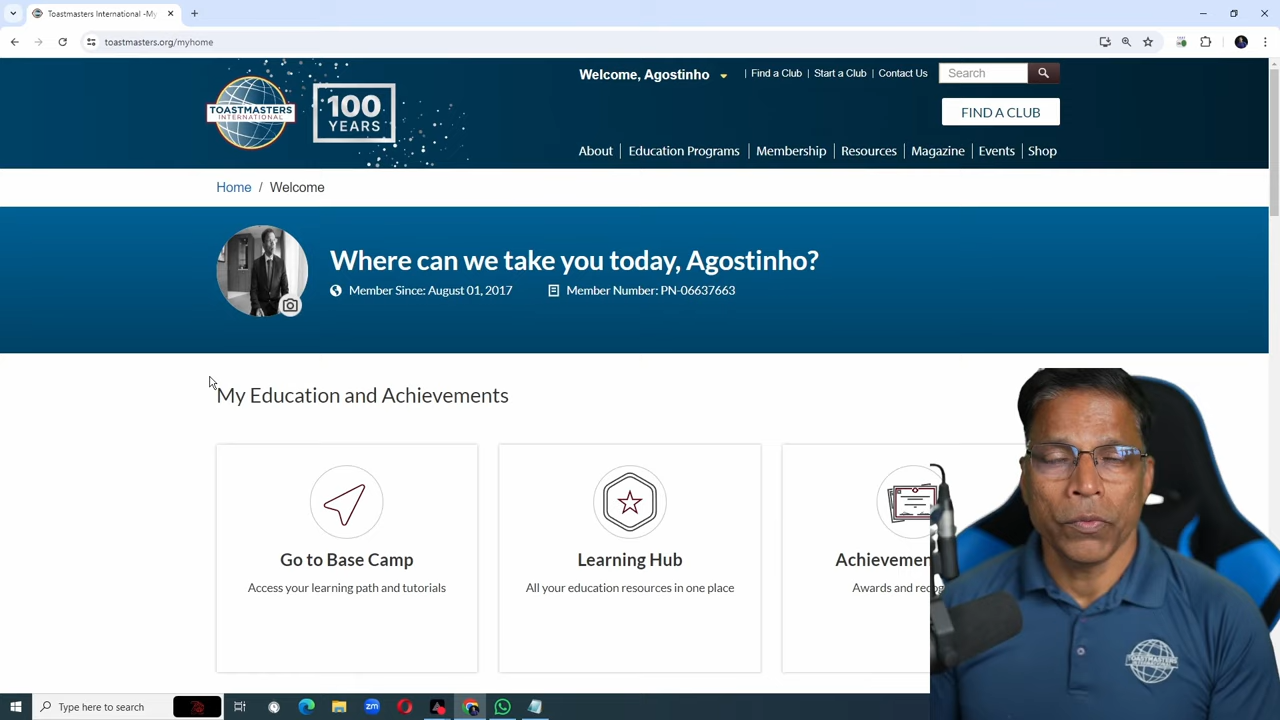 Toastmasters International -My
toastmasters.org/myhome
Welcome, Agostinho
Find a Club | Start a Club | Contact Us
Search
TOASTMASTERS
INTERNATIONAL
100
YEARS
FIND A CLUB
About | Education Programs | Membership | Resources | Magazine | Events | Shop
Home / Welcome
Where can we take you today, Agostinho?
Member Since: August 01, 2017
Member Number: PN-06637663
My Education and Achievements
Go to Base Camp
Access your learning path and tutorials
Learning Hub
All your education resources in one place
Achievemen
Awards and recog
TOASTMASTERS
Type here to search
zm